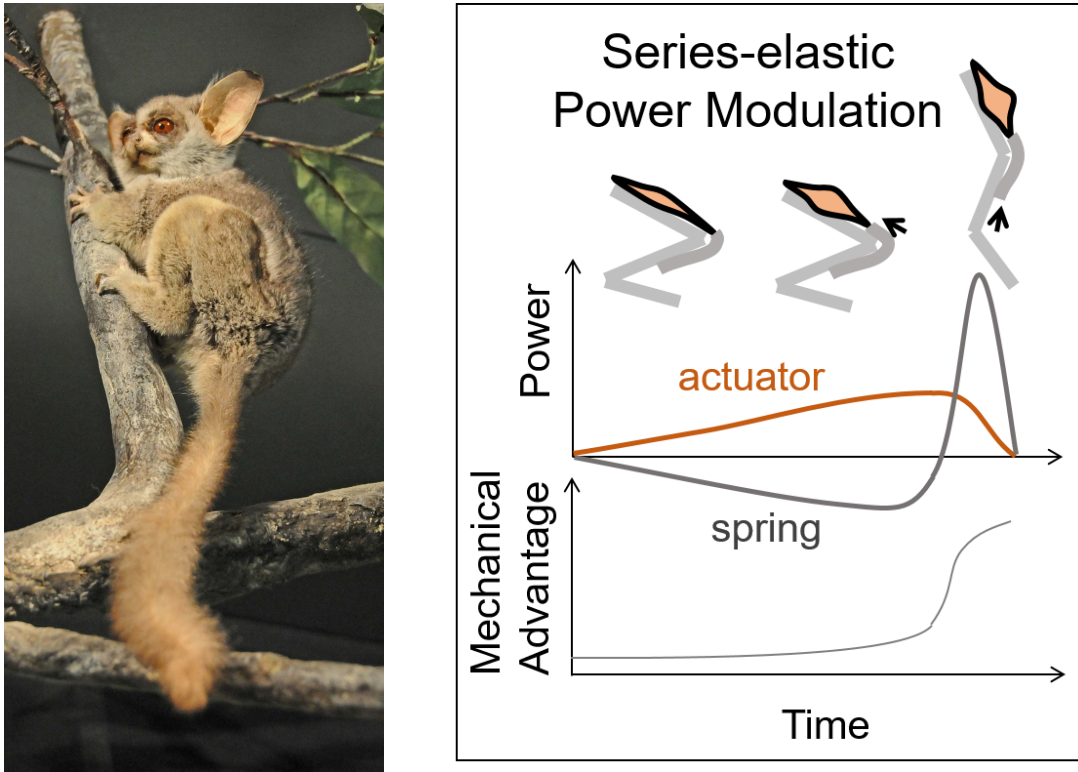 Series-elastic
Power Modulation
Power
actuator
spring
Mechanical
Advantage
Time